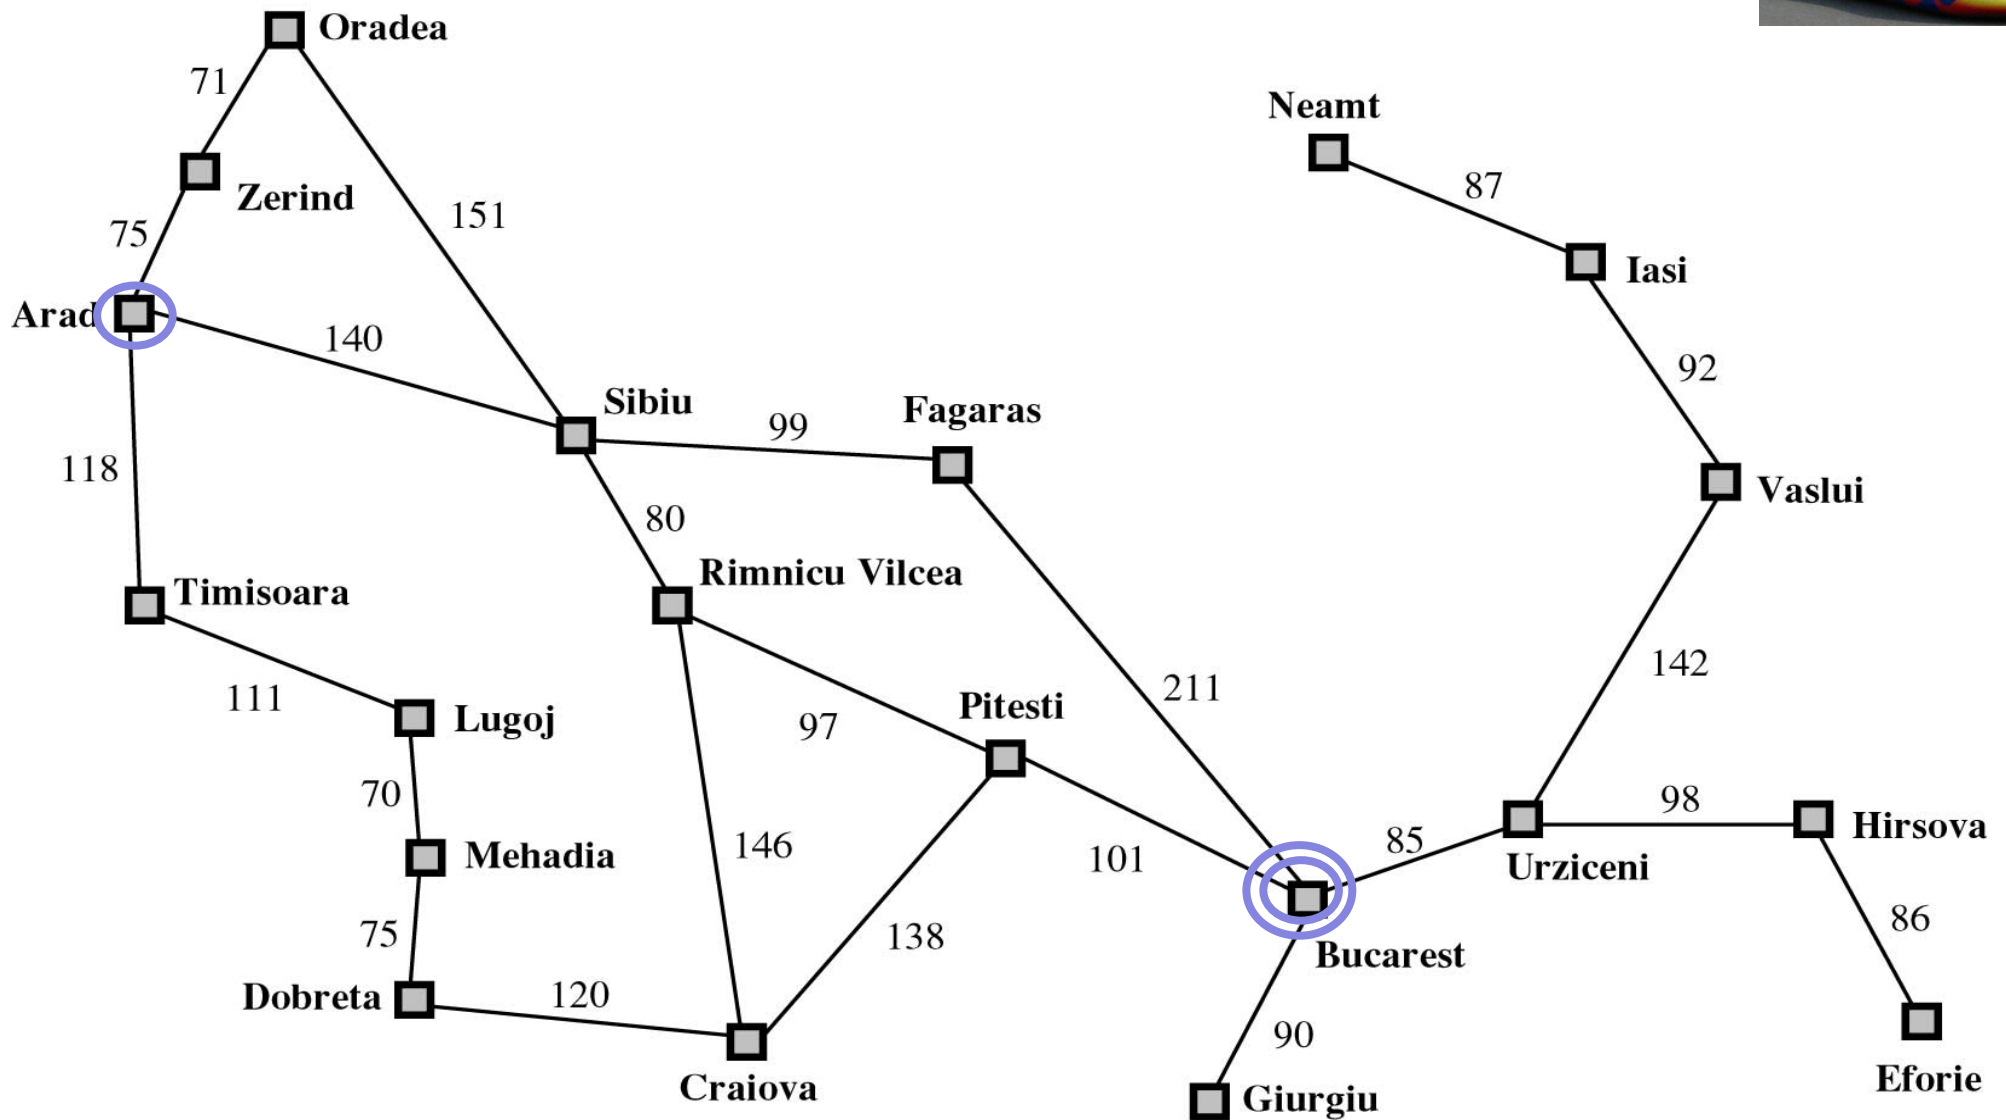 Oradea
71
Neamt
Zerind
87
151
75
Iasi
Arad
140
92
Sibiu
Fagaras
99
118
Vaslui
80
Rimnicu Vilcea
Timisoara
142
211
111
Pitesti
Lugoj
97
70
98
Hirsova
85
146
101
Mehadia
Urziceni
86
75
138
Bucarest
Dobreta
120
90
Eforie
Craiova
Giurgiu